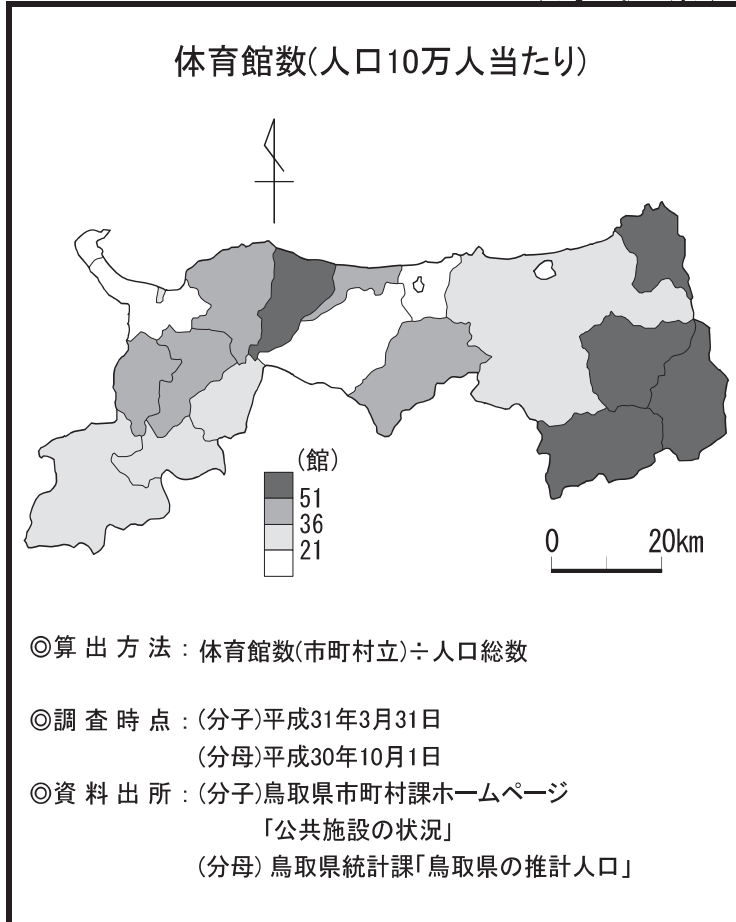 体育館数(人口10万人当たり)
(館)
51
36
21
0 20km
◎算出方法：体育館数(市町村立)÷人口総数
◎調査時点：(分子)平成31年3月31日
(分母)平成30年10月1日
◎資料出所：(分子)鳥取県市町村課ホームページ
「公共施設の状況」
(分母)鳥取県統計課「鳥取県の推計人口」